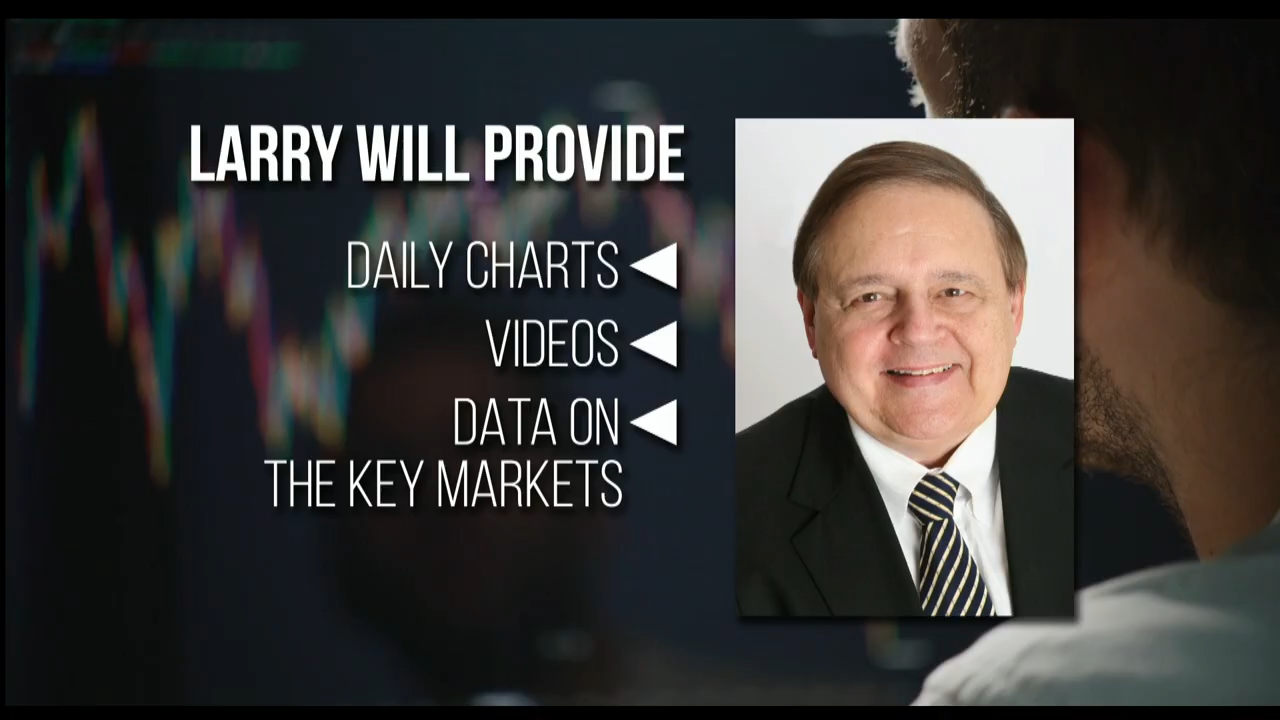 LARRY WILL PROVIDE
DAILY CHARTS
VIDEOS
DATA ON
THE KEY MARKETS